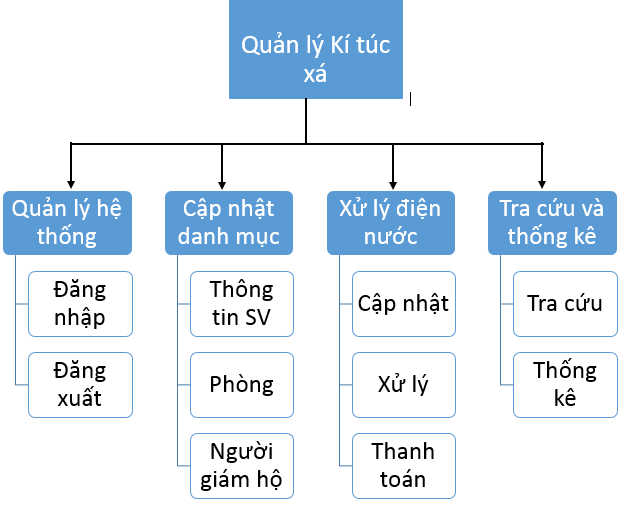 Quản lý Kí túc
xá
Quản lý hệ
thống
Cập nhật
danh mục
Xử lý điện
nước
Tra cứu và
thống kê
Đăng
nhập
Thông
tin SV
Cập nhật
Tra cứu
Đăng
xuất
Phòng
Xử lý
Thống
kê
Người
giám hộ
Thanh
toán